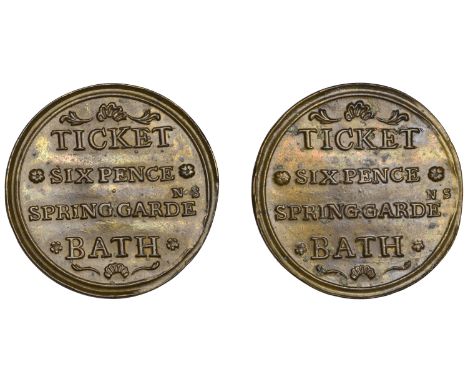 TICKET
SIX PENCE
N·S
SPRING·GARDE
BATH
TICKET
SIX PENCE
N S
SPRING·GARDE
BATH